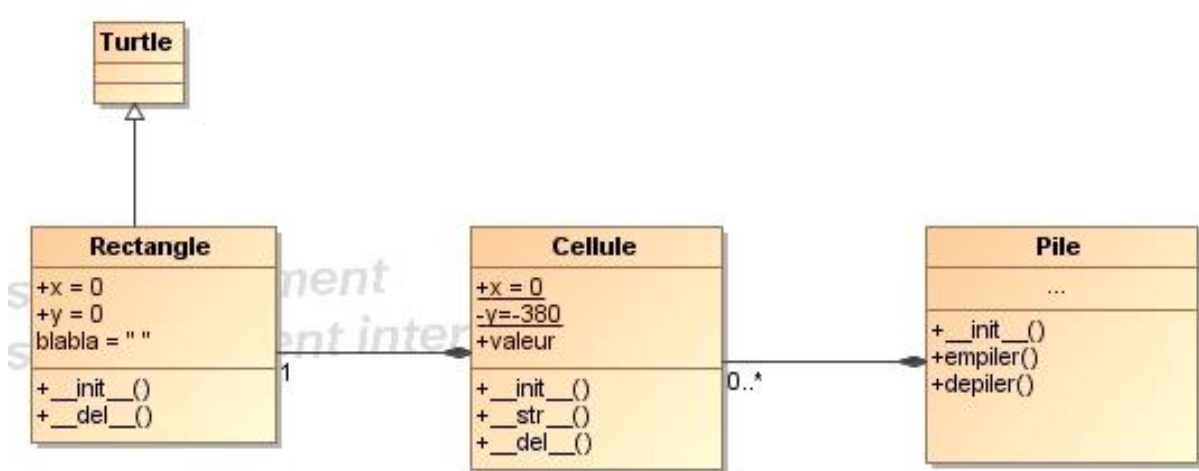 Turtle
Rectangle
+x = 0
+y = 0
blabla = " "
+__init__()
+__del__()
1
Cellule
+x = 0
-y=-380
+valeur
+__init__()
+__str__()
+__del__()
0..*
Pile
...
+__init__()
+empiler()
+depiler()